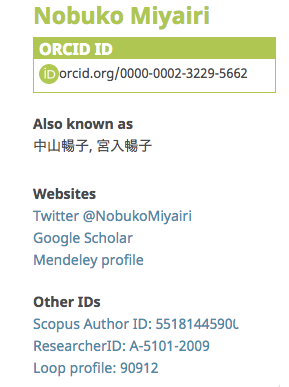 Nobuko Miyairi
ORCID ID
iD orcid.org/0000-0002-3229-5662
Also known as
中山暢子, 宮入暢子
Websites
Twitter @NobukoMiyairi
Google Scholar
Mendeley profile
Other IDs
Scopus Author ID: 55181445900
ResearcherID: A-5101-2009
Loop profile: 90912